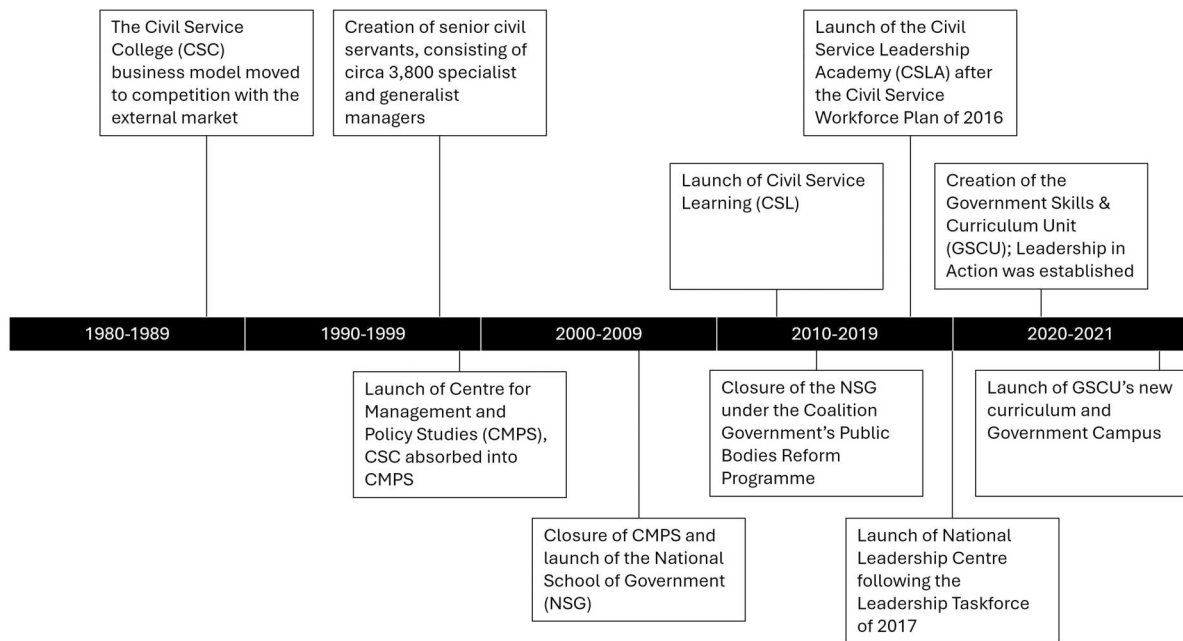 The Civil Service
College (CSC)
business model moved
to competition with the
external market
Creation of senior civil
servants, consisting of
circa 3,800 specialist
and generalist
managers
Launch of the Civil
Service Leadership
Academy (CSLA) after
the Civil Service
Workforce Plan of 2016
Launch of Civil Service
Learning (CSL)
Creation of the
Government Skills &
Curriculum Unit
(GSCU); Leadership in
Action was established
1980-1989
1990-1999
2000-2009
2010-2019
2020-2021
Launch of Centre for
Management and
Policy Studies (CMPS),
CSC absorbed into
CMPS
Closure of the NSG
under the Coalition
Government’s Public
Bodies Reform
Programme
Launch of GSCU’s new
curriculum and
Government Campus
Closure of CMPS and
launch of the National
School of Government
(NSG)
Launch of National
Leadership Centre
following the
Leadership Taskforce
of 2017